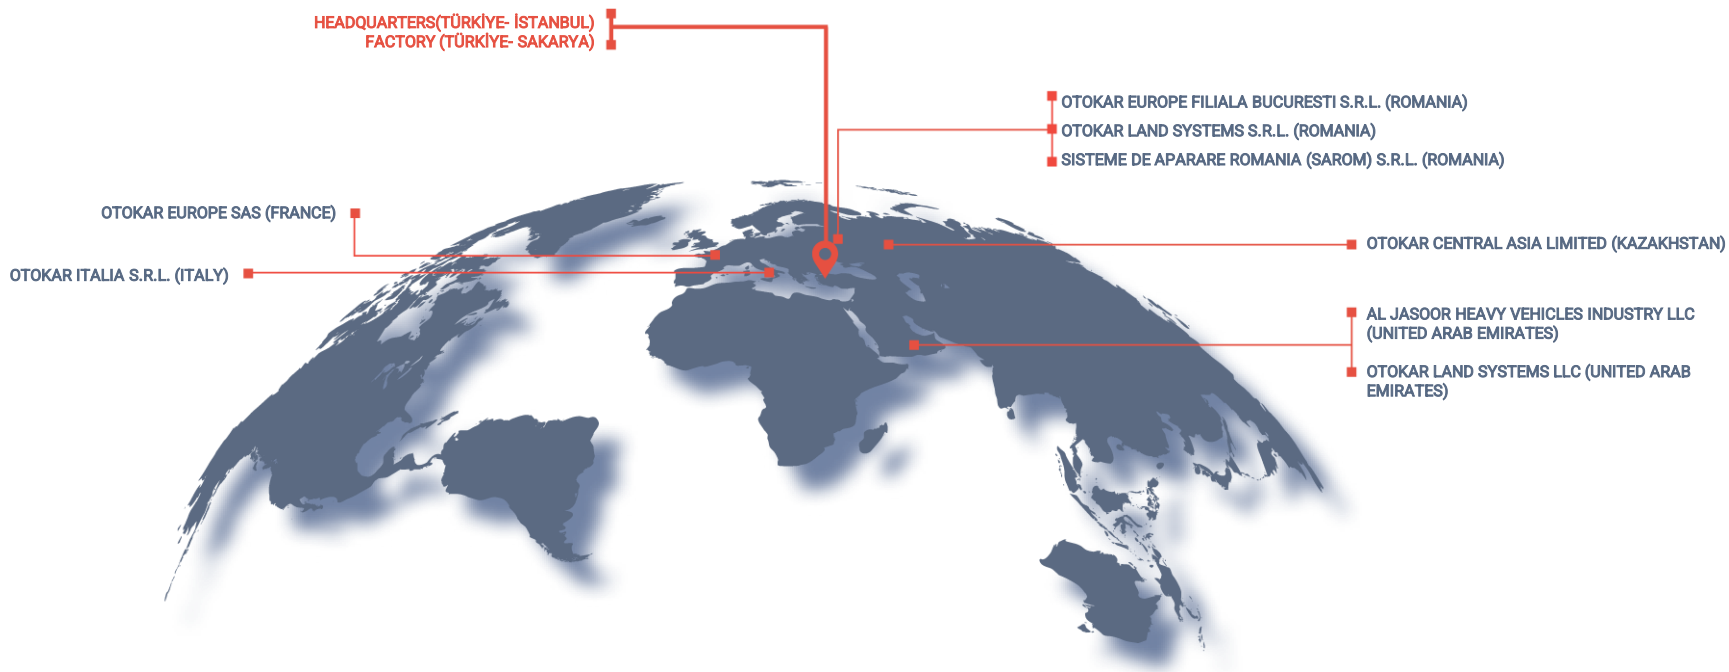 HEADQUARTERS(TÜRKİYE- İSTANBUL)
FACTORY (TÜRKİYE- SAKARYA)
OTOKAR EUROPE FILIALA BUCURESTI S.R.L. (ROMANIA)
OTOKAR LAND SYSTEMS S.R.L. (ROMANIA)
SISTEME DE APARARE ROMANIA (SAROM) S.R.L. (ROMANIA)
OTOKAR EUROPE SAS (FRANCE)
OTOKAR CENTRAL ASIA LIMITED (KAZAKHSTAN)
OTOKAR ITALIA S.R.L. (ITALY)
AL JASOOR HEAVY VEHICLES INDUSTRY LLC
(UNITED ARAB EMIRATES)
OTOKAR LAND SYSTEMS LLC (UNITED ARAB
EMIRATES)